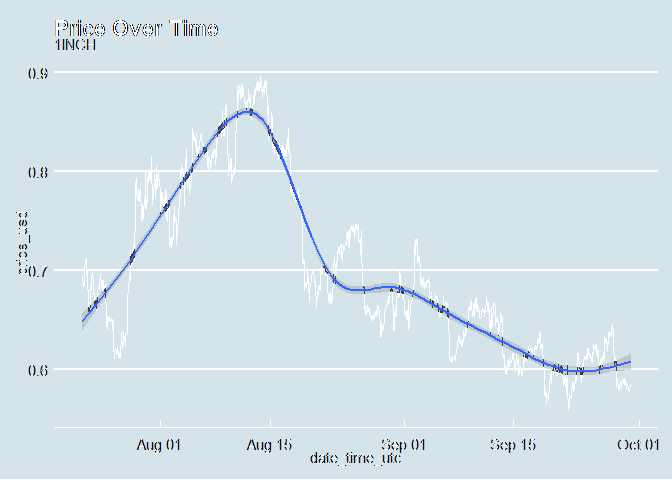 Price Over Time
1INCH
0.9
0.8
0.7
0.6
price_usd
Aug 01 Aug 15 Sep 01 Sep 15 Oct 01
date_time_utc